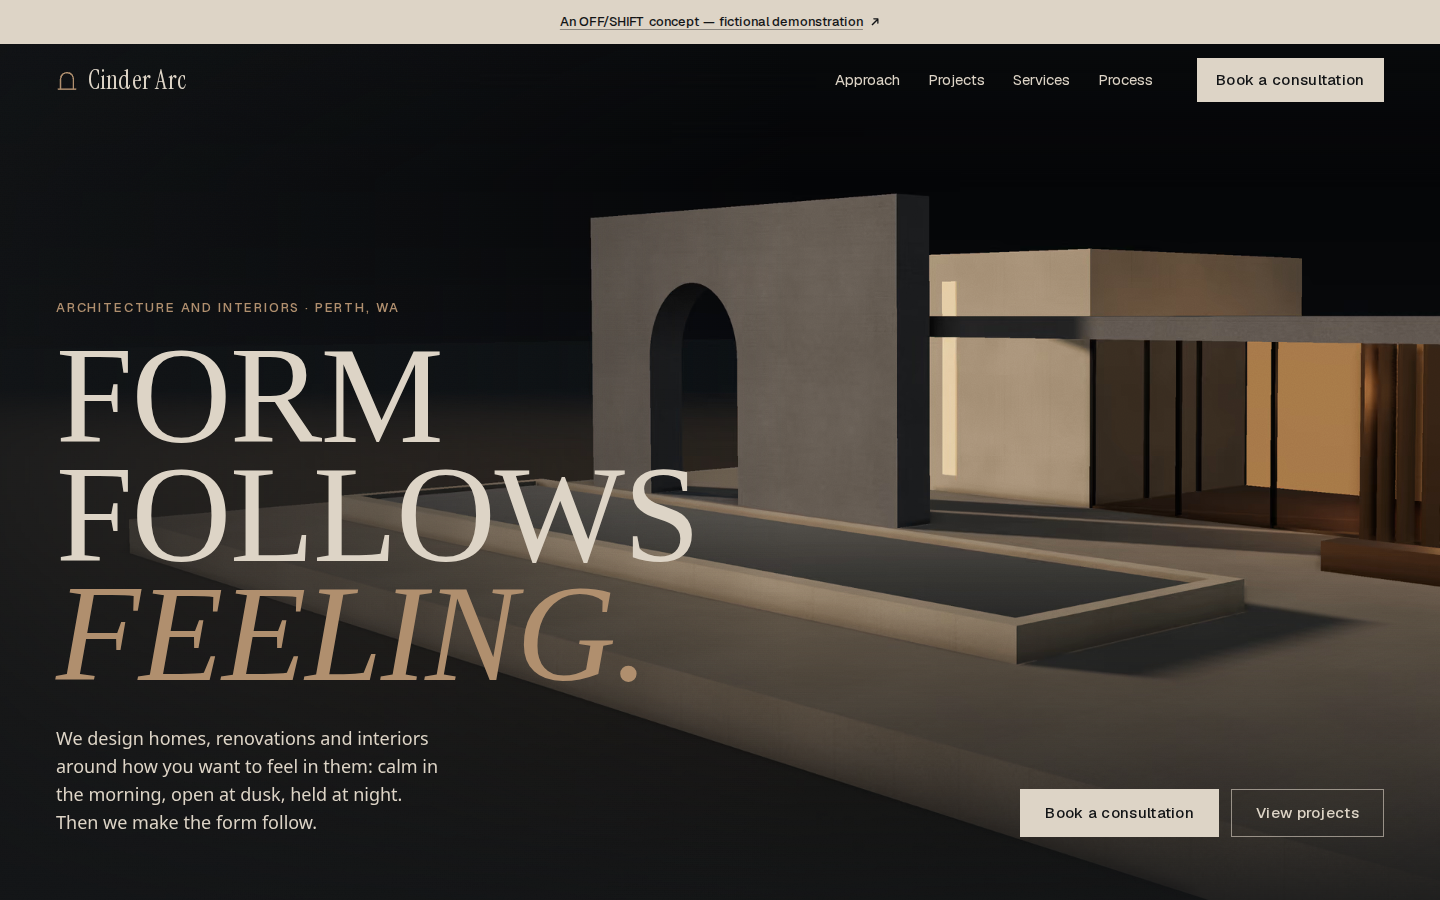 An OFF/SHIFT concept — fictional demonstration ↗
Cinder Arc
Approach
Projects
Services
Process
Book a consultation
ARCHITECTURE AND INTERIORS · PERTH, WA
FORM
FOLLOWS
FEELING.
We design homes, renovations and interiors
around how you want to feel in them: calm in
the morning, open at dusk, held at night.
Then we make the form follow.
Book a consultation
View projects